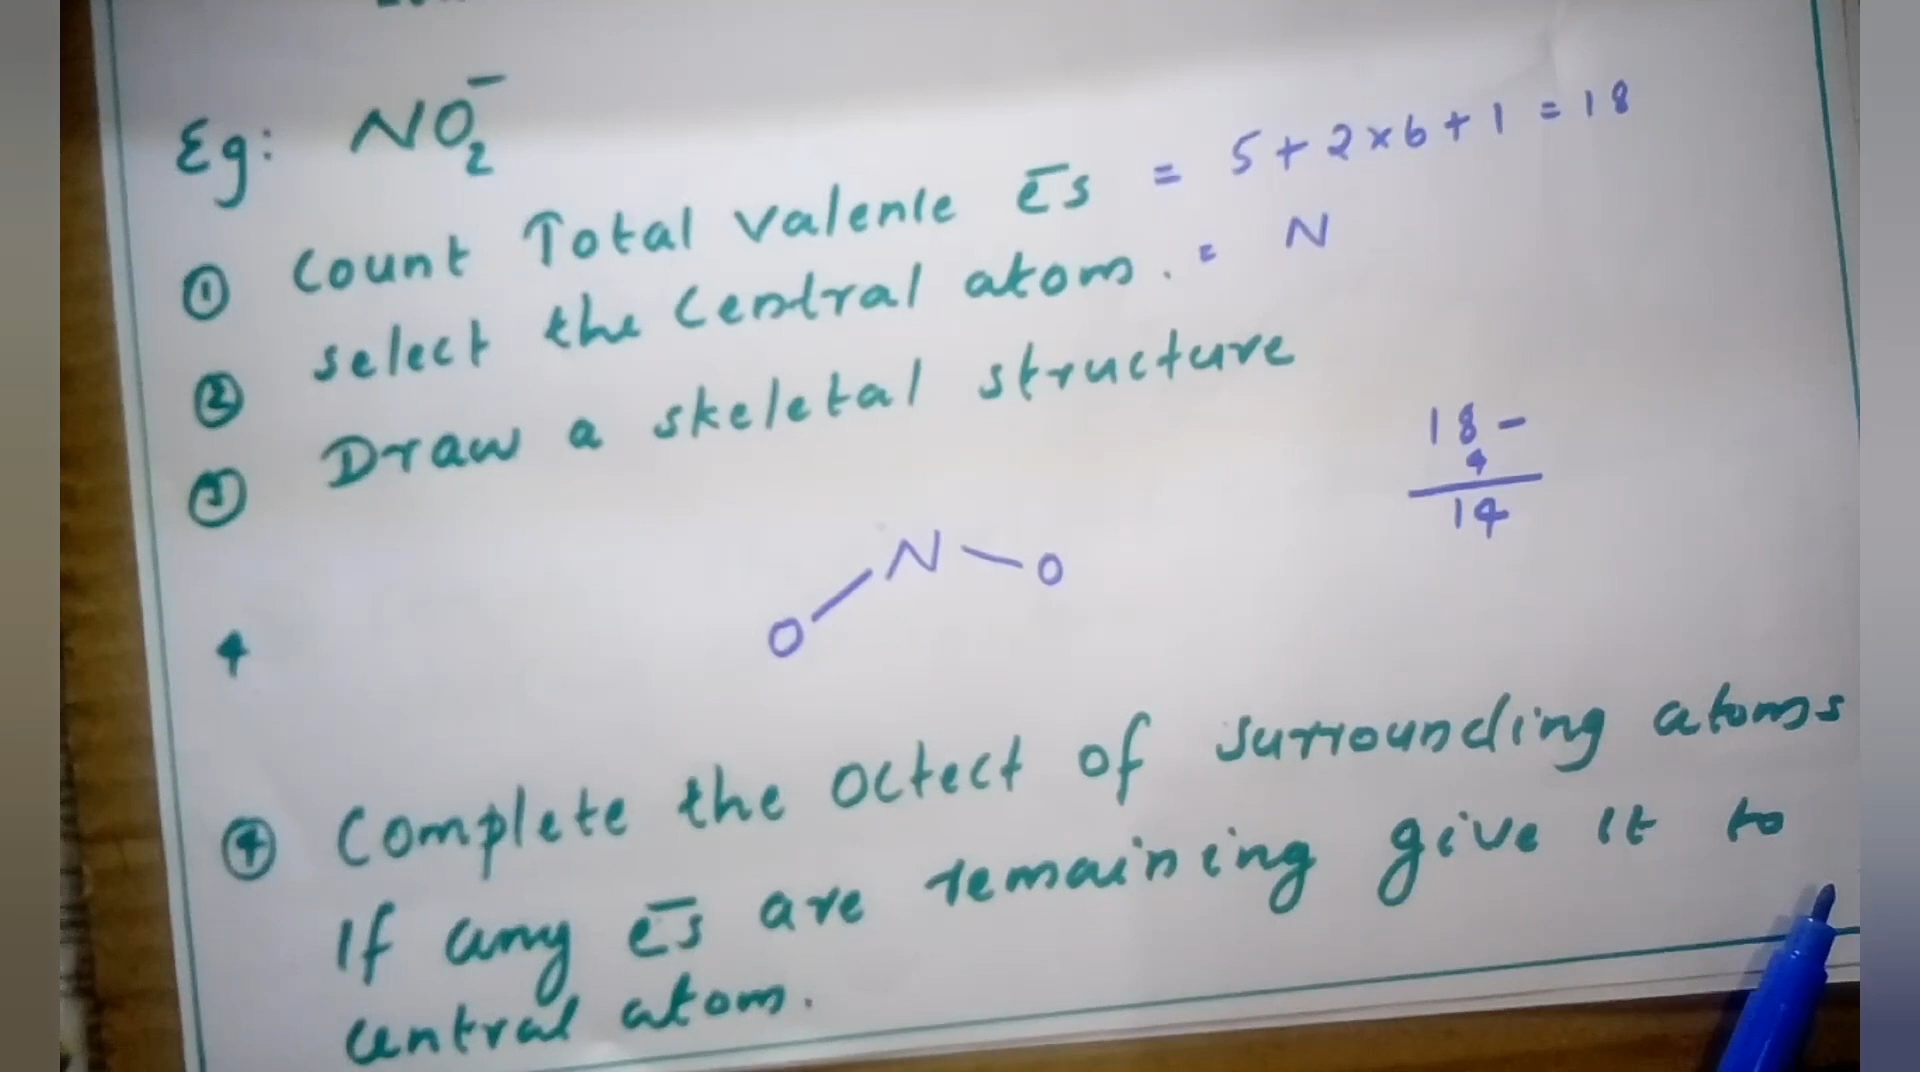 Eg: NO₂⁻
① Count Total valenle e̅s = 5+2×6+1 = 18
② select the Central atom. = N
③ Draw a skeletal structure
18 -
4
14
N
O
O
4
④ Complete the octect of surrounding atoms
If any e̅s are remaining give it to
central atom.